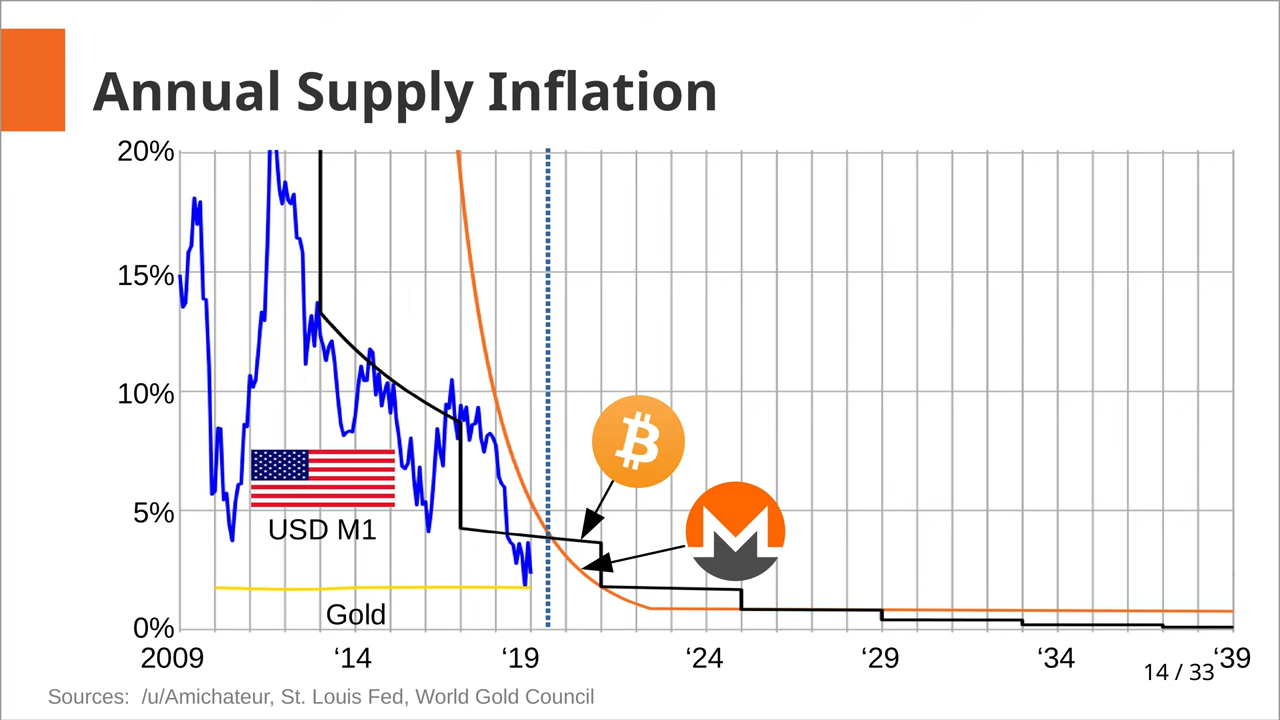 Annual Supply Inflation
20%
15%
10%
5%
0%
USD M1
Gold
2009 ‘14 ‘19 ‘24 ‘29 ‘34 ‘39
14 / 33
Sources: /u/Amichateur, St. Louis Fed, World Gold Council